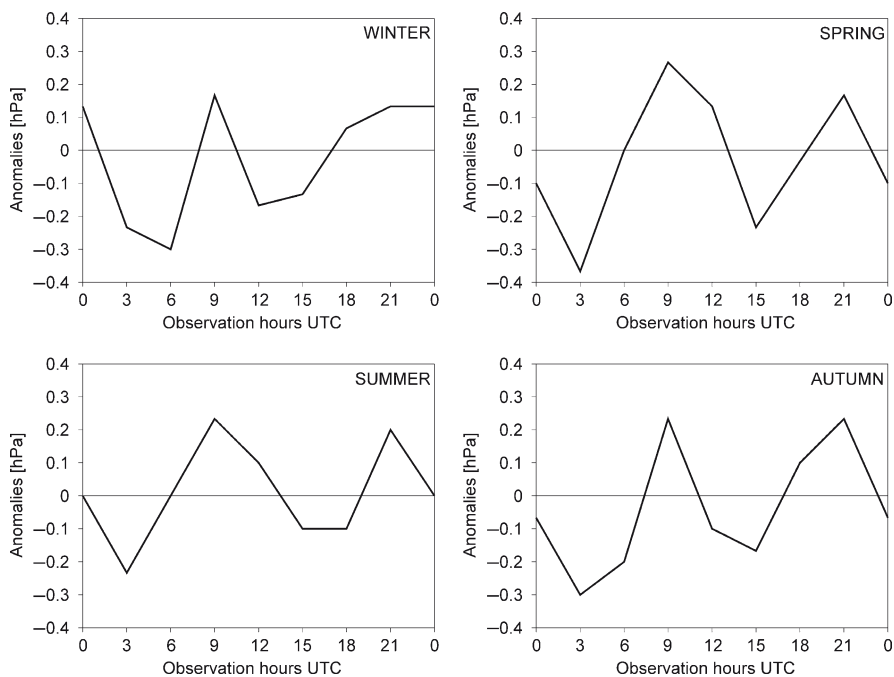 WINTER
Anomalies [hPa]
0.4
0.3
0.2
0.1
0
–0.1
–0.2
–0.3
–0.4
0 3 6 9 12 15 18 21 0
Observation hours UTC
SPRING
Anomalies [hPa]
0.4
0.3
0.2
0.1
0
–0.1
–0.2
–0.3
–0.4
0 3 6 9 12 15 18 21 0
Observation hours UTC
SUMMER
Anomalies [hPa]
0.4
0.3
0.2
0.1
0
–0.1
–0.2
–0.3
–0.4
0 3 6 9 12 15 18 21 0
Observation hours UTC
AUTUMN
Anomalies [hPa]
0.4
0.3
0.2
0.1
0
–0.1
–0.2
–0.3
–0.4
0 3 6 9 12 15 18 21 0
Observation hours UTC